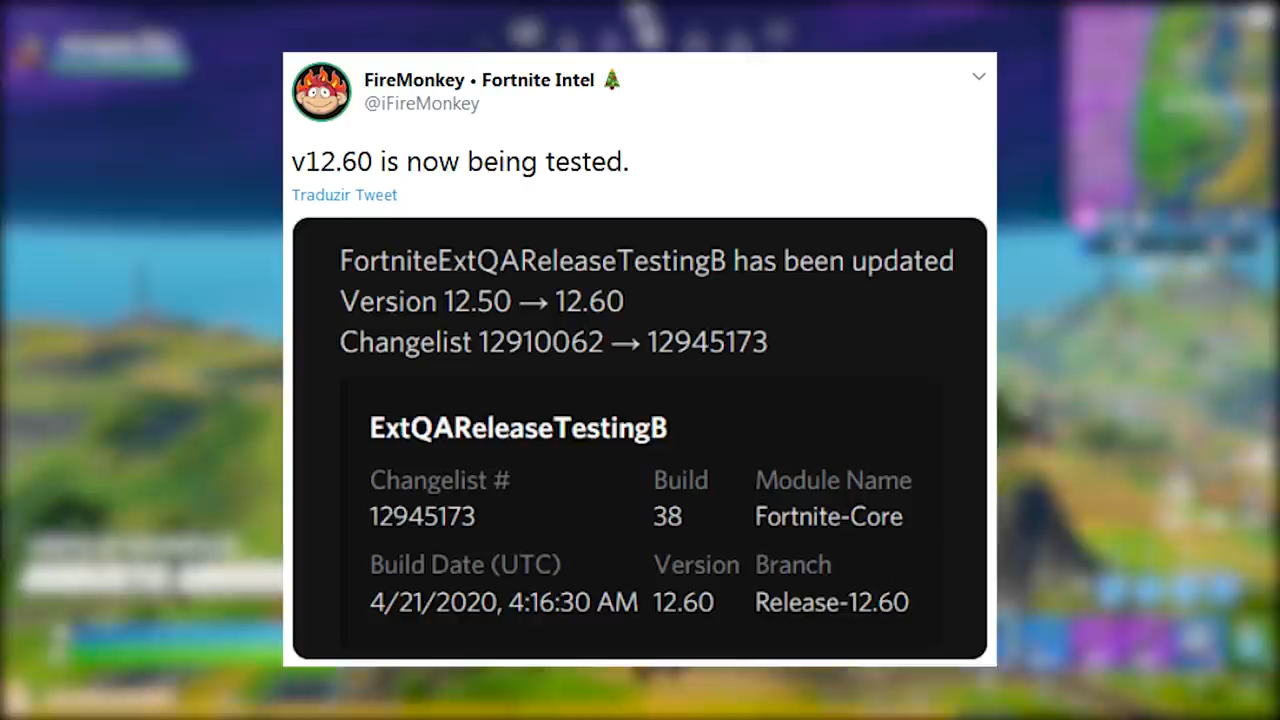 FireMonkey • Fortnite Intel 🎄
@iFireMonkey
v12.60 is now being tested.
Traduzir Tweet
FortniteExtQAReleaseTestingB has been updated
Version 12.50 → 12.60
Changelist 12910062 → 12945173
ExtQAReleaseTestingB
Changelist # Build Module Name
12945173 38 Fortnite-Core
Build Date (UTC) Version Branch
4/21/2020, 4:16:30 AM 12.60 Release-12.60